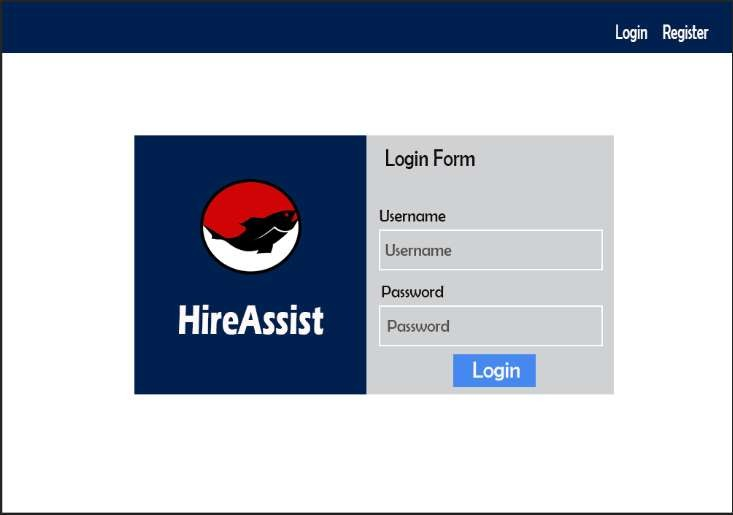 Login Register
Login Form
Username
Username
Password
Password
Login
HireAssist